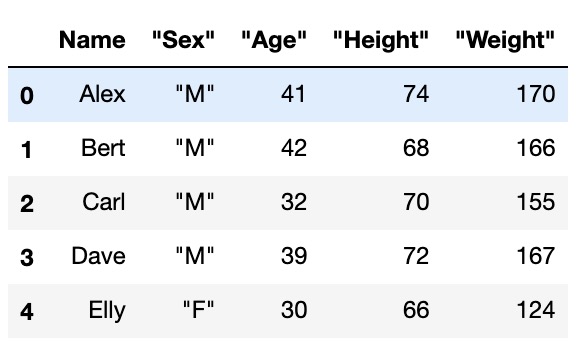 Name "Sex" "Age" "Height" "Weight"
0 Alex "M" 41 74 170
1 Bert "M" 42 68 166
2 Carl "M" 32 70 155
3 Dave "M" 39 72 167
4 Elly "F" 30 66 124